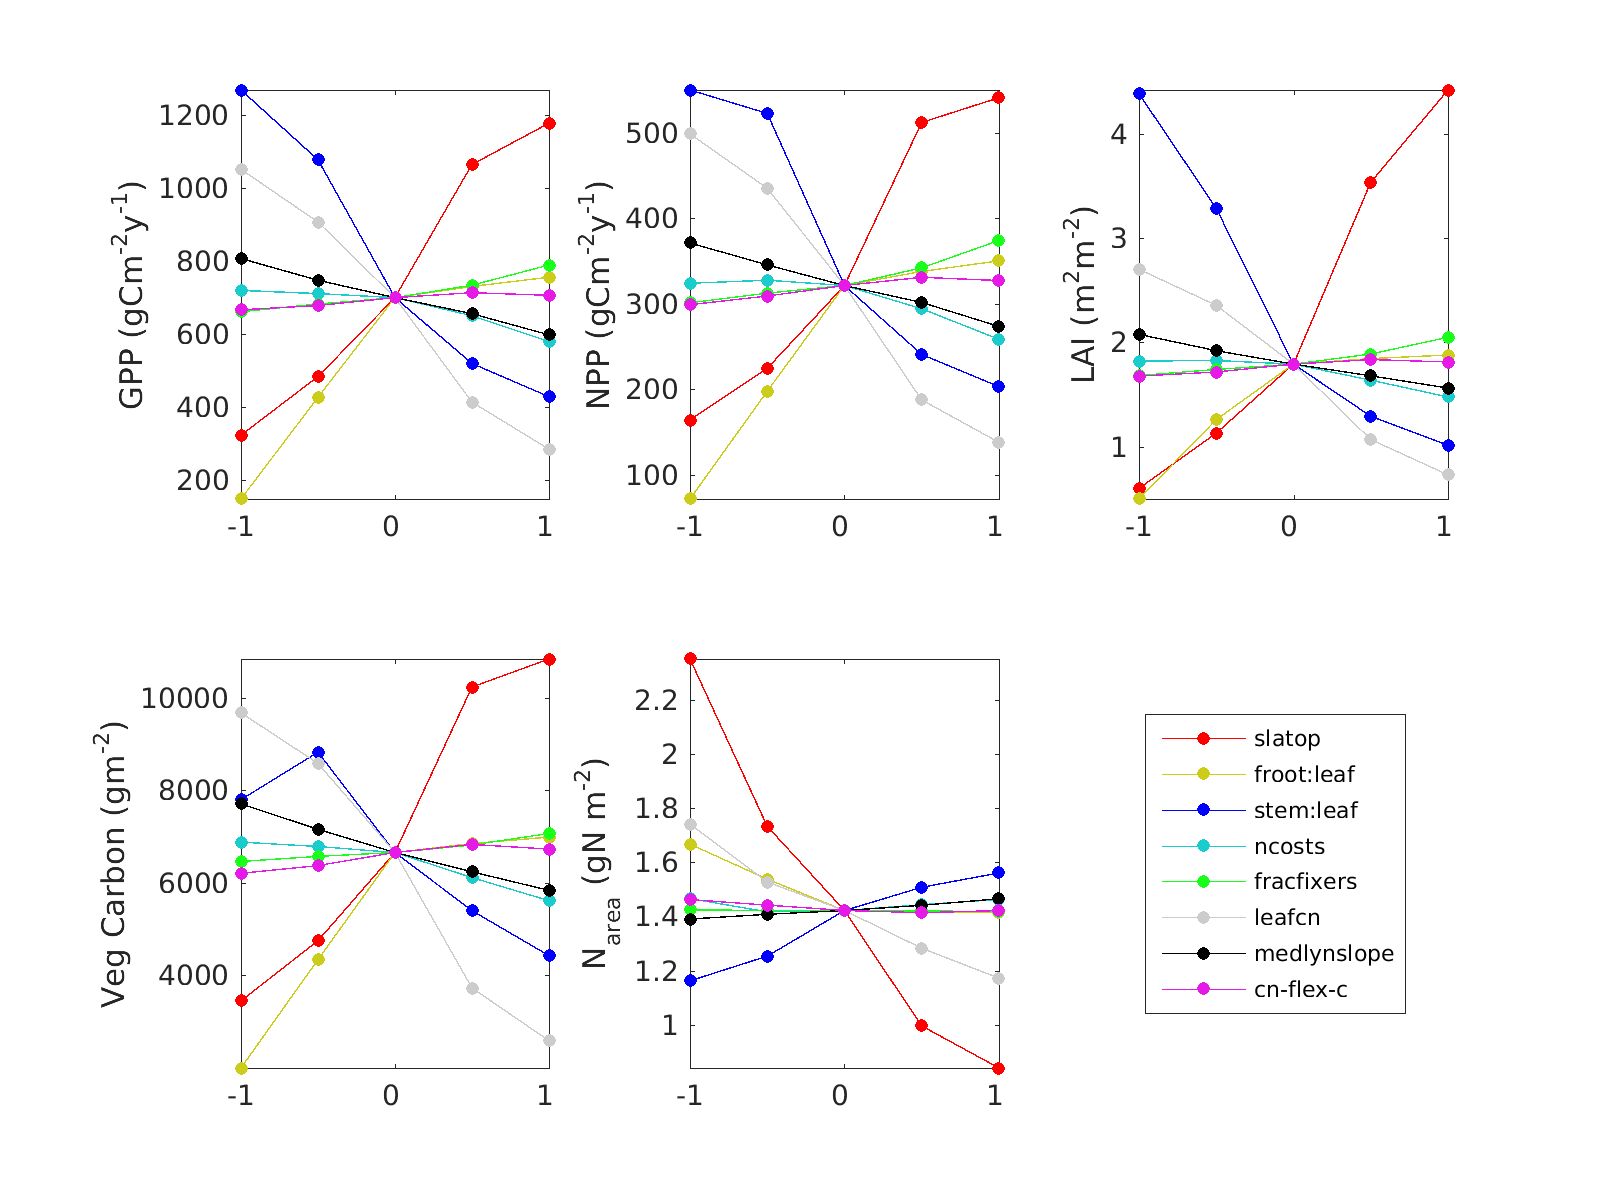 GPP (gCm-2y-1)
1200
1000
800
600
400
200
-1 0 1
NPP (gCm-2y-1)
500
400
300
200
100
-1 0 1
LAI (m2m-2)
4
3
2
1
-1 0 1
Veg Carbon (gm-2)
10000
8000
6000
4000
-1 0 1
Narea (gN m-2)
2.2
2
1.8
1.6
1.4
1.2
1
-1 0 1
slatop
froot:leaf
stem:leaf
ncosts
fracfixers
leafcn
medlynslope
cn-flex-c